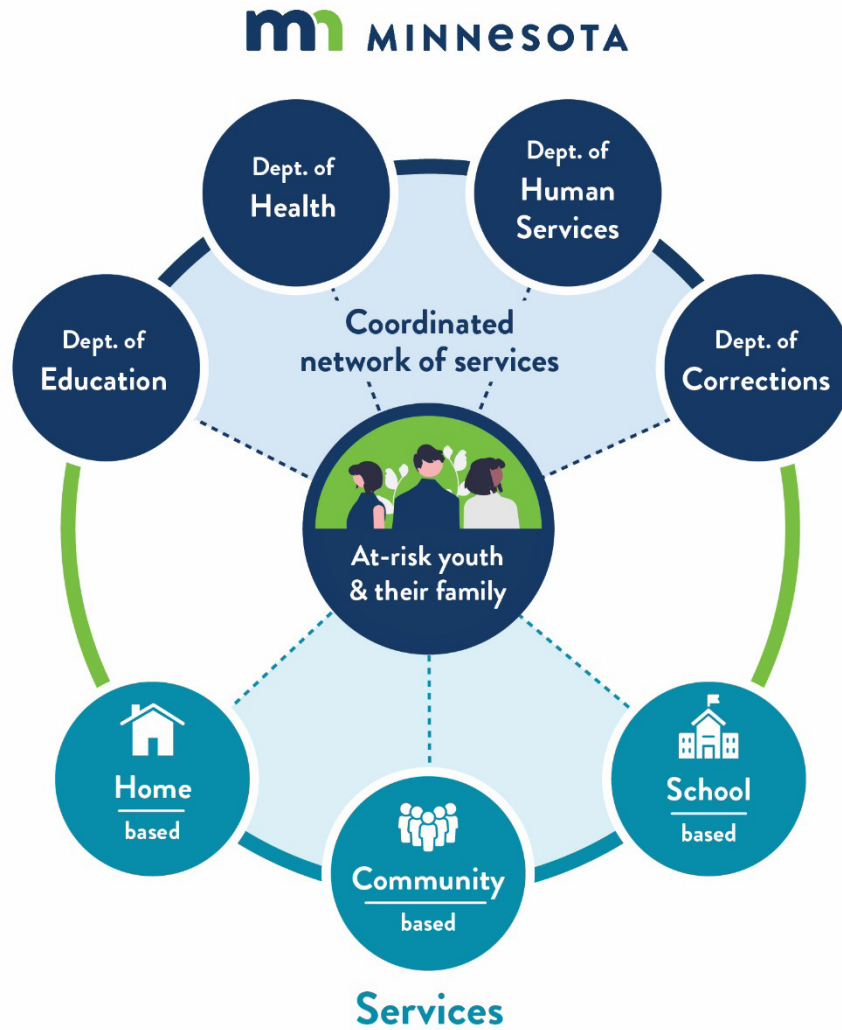 mn MINNESOTA
Dept. of
Health
Dept. of
Human
Services
Dept. of
Education
Coordinated
network of services
Dept. of
Corrections
At-risk youth
& their family
Home
based
Community
based
School
based
Services